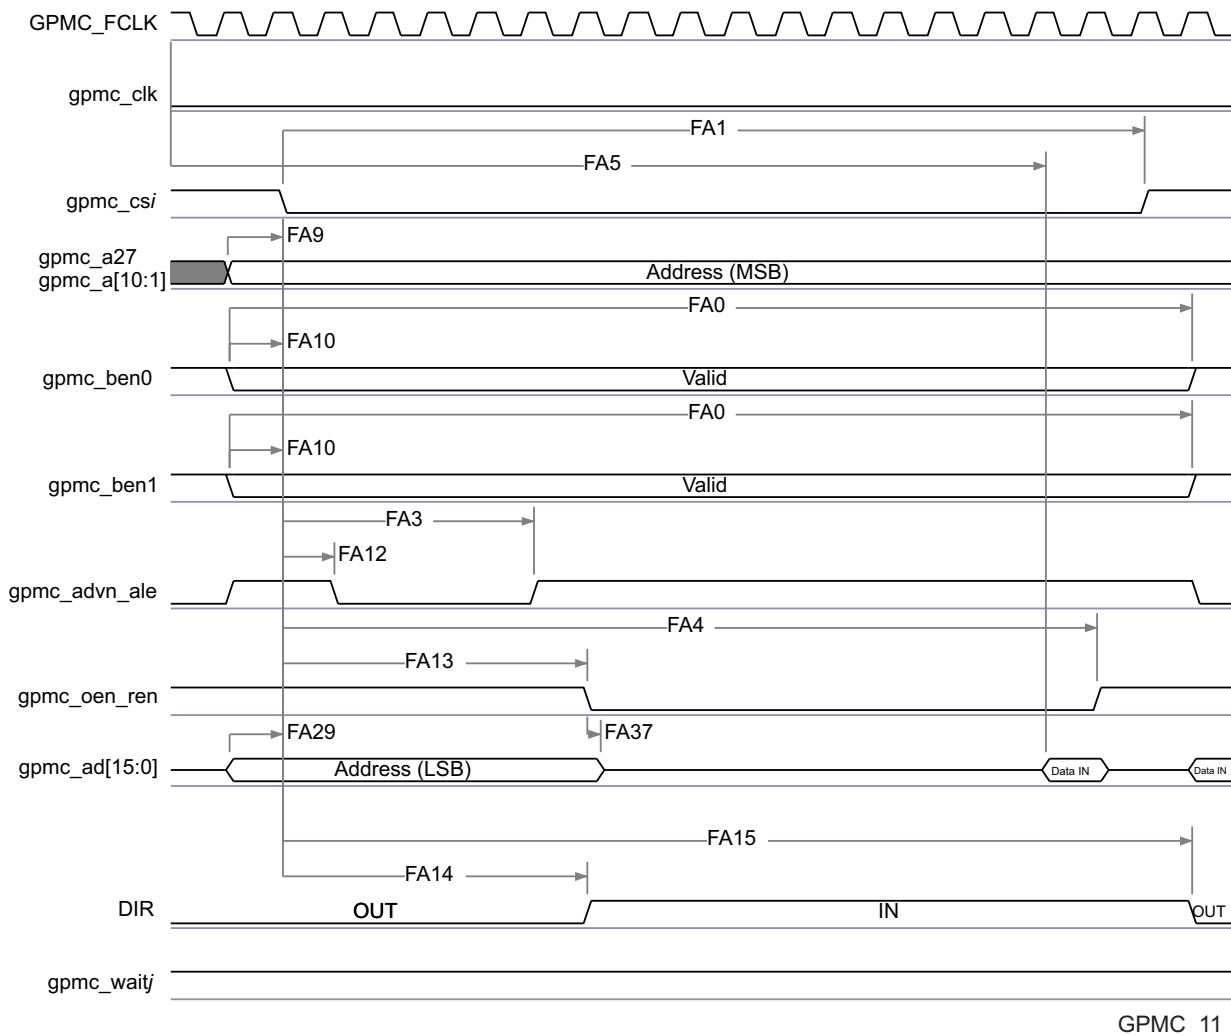 GPMC_FCLK
gpmc_clk
FA1
FA5
gpmc_csi
FA9
gpmc_a27
gpmc_a[10:1]
Address (MSB)
FA0
FA10
gpmc_ben0
Valid
FA0
FA10
gpmc_ben1
Valid
FA3
FA12
gpmc_advn_ale
FA4
FA13
gpmc_oen_ren
FA29
FA37
gpmc_ad[15:0]
Address (LSB)
Data IN
Data IN
FA15
FA14
DIR
OUT
IN
OUT
gpmc_waitj
GPMC_11